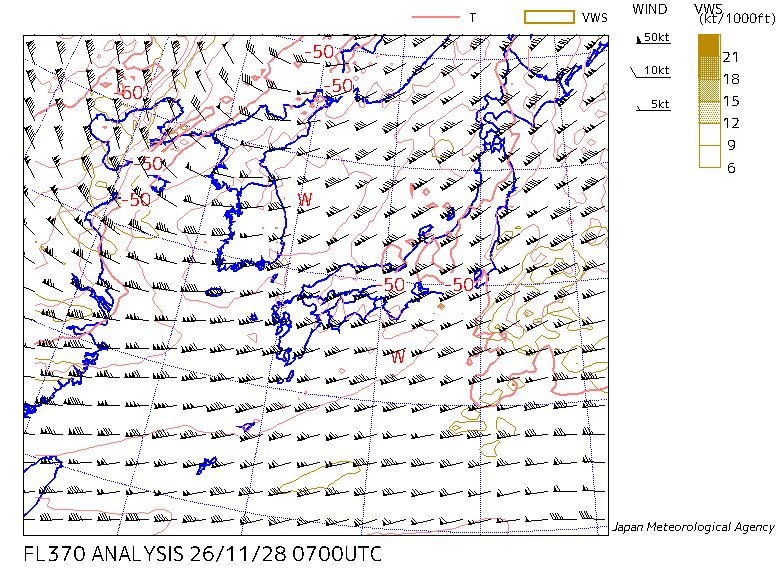 T VWS WIND VWS
(kt/1000ft)
50kt
10kt
5kt
21
18
15
12
9
6
-50
-50
-60
50
-50
W
50 -50
W
Japan Meteorological Agency
FL370 ANALYSIS 26/11/28 0700UTC